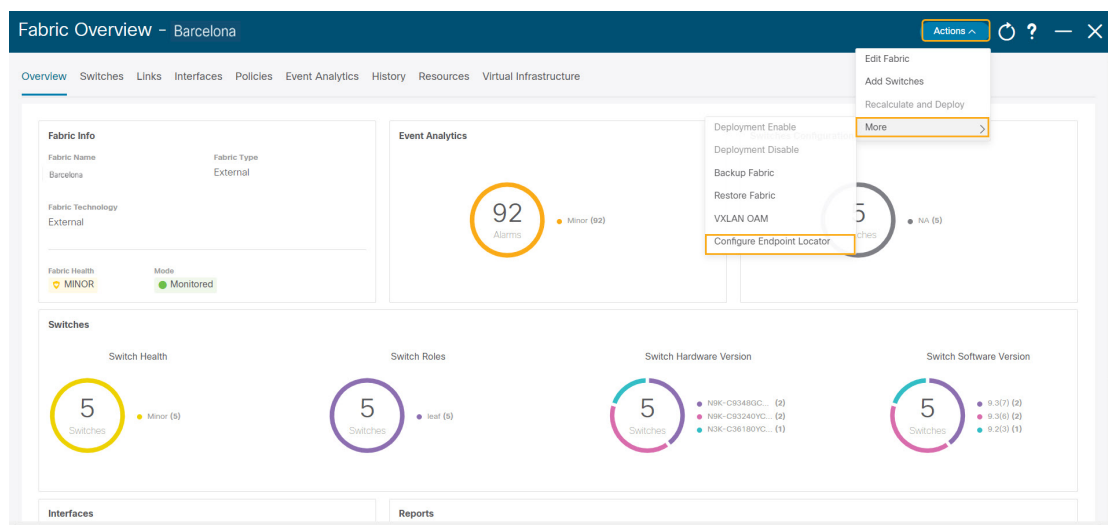 Fabric Overview - Barcelona
Actions
?
Overview Switches Links Interfaces Policies Event Analytics History Resources Virtual Infrastructure
Edit Fabric
Add Switches
Recalculate and Deploy
More
Deployment Enable
Deployment Disable
Backup Fabric
Restore Fabric
VXLAN OAM
Configure Endpoint Locator
Fabric Info
Fabric Name
Barcelona
Fabric Type
External
Fabric Technology
External
Fabric Health
MINOR
Mode
Monitored
Event Analytics
92
Alarms
Minor (92)
5
NA (5)
Switches
Switch Health
5
Switches
Minor (5)
Switch Roles
5
Switches
leaf (5)
Switch Hardware Version
5
Switches
N9K-C9348GC... (2)
N9K-C93240YC... (2)
N3K-C36180YC... (1)
Switch Software Version
5
Switches
9.3(7) (2)
9.3(6) (2)
9.2(3) (1)
Interfaces
Reports